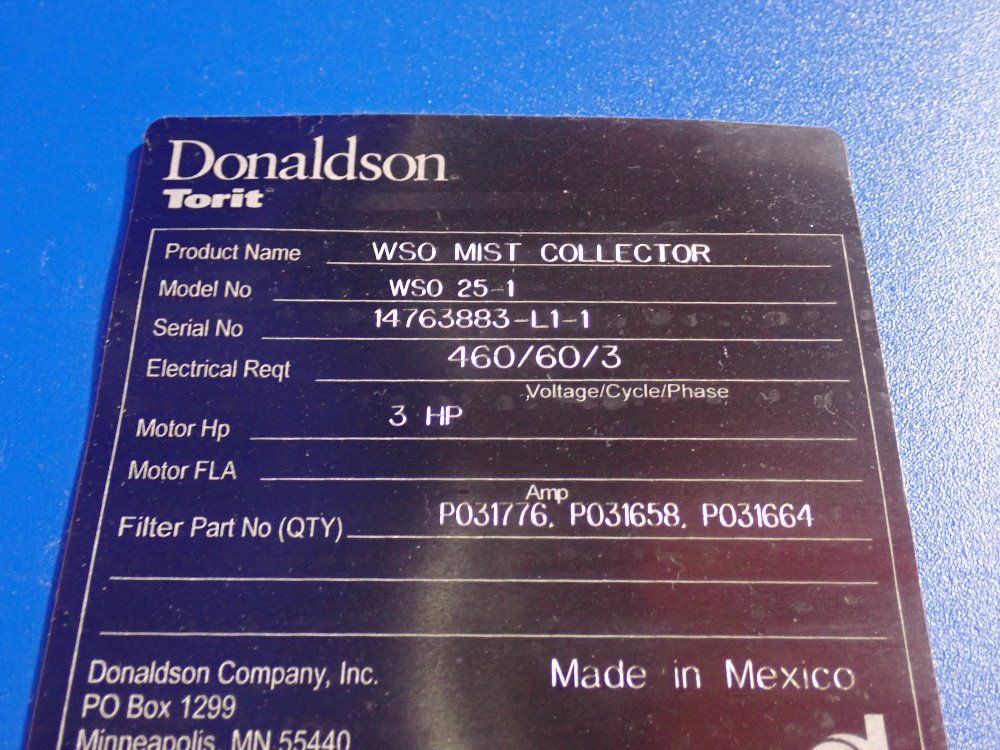 Donaldson
Torit
Product Name WSO MIST COLLECTOR
Model No WSO 25-1
Serial No 14763883-L1-1
Electrical Reqt 460/60/3
Voltage/Cycle/Phase
Motor Hp 3 HP
Motor FLA
Amp
Filter Part No (QTY) P031776, P031658, P031664
Donaldson Company, Inc. Made in Mexico
PO Box 1299
Minneapolis, MN 55440